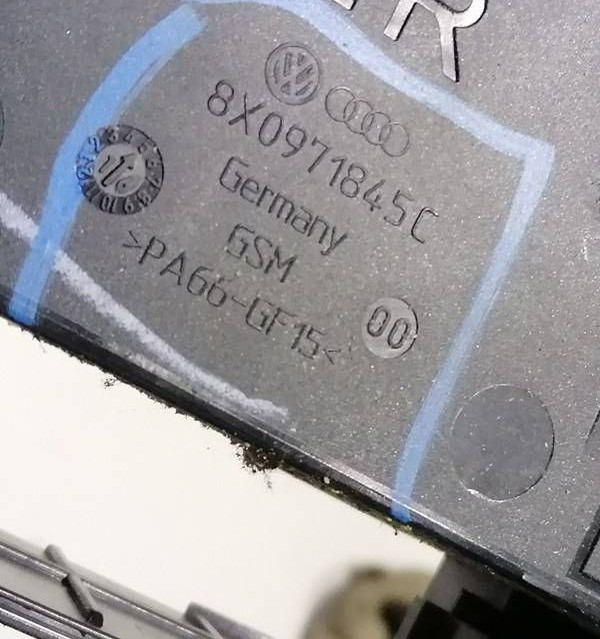 R
8X0971845C
Germany
GSM
>PA66-GF15<
00